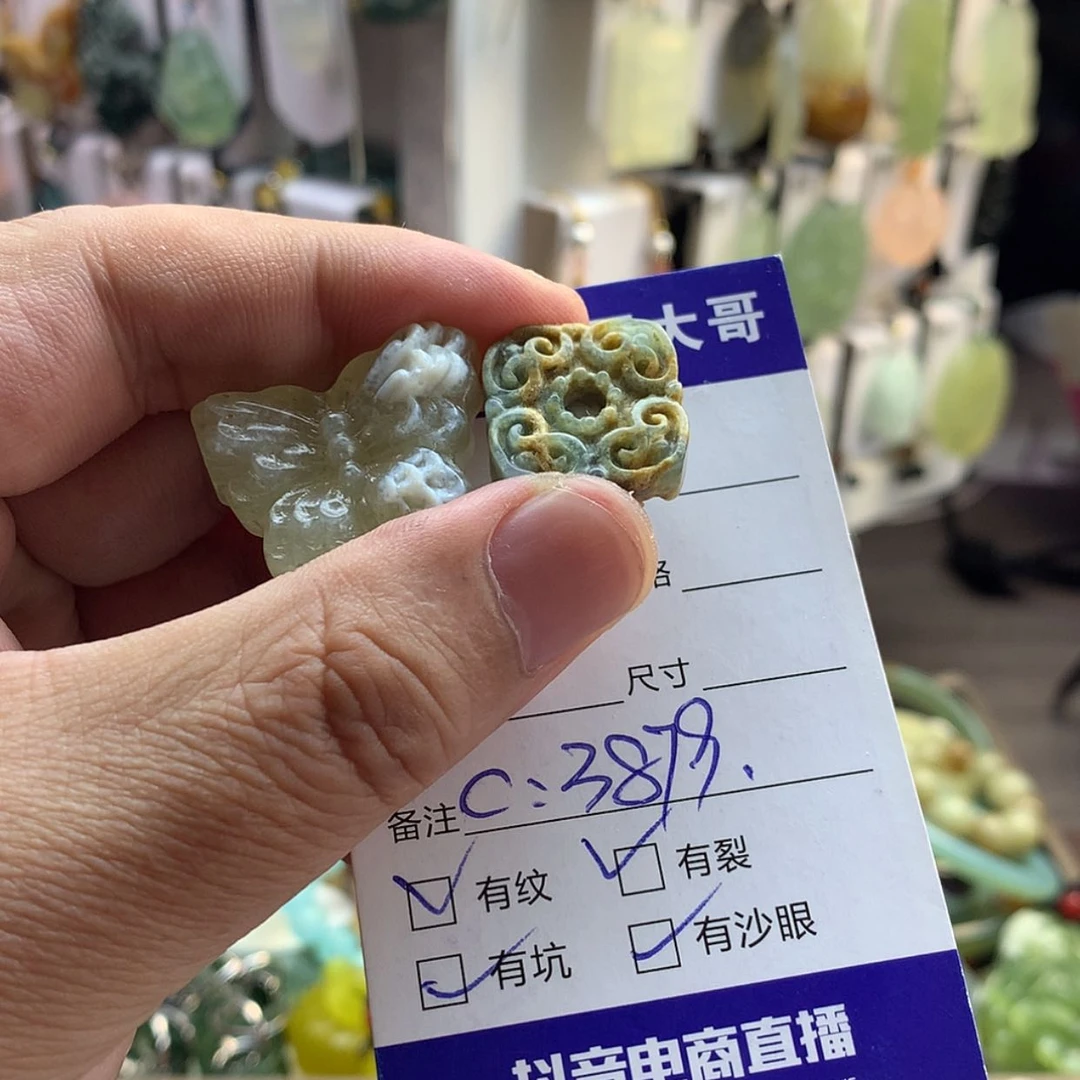 大哥
格
尺寸
备注 C:3879.
有纹 有裂
有坑 有沙眼
抖音电商直播